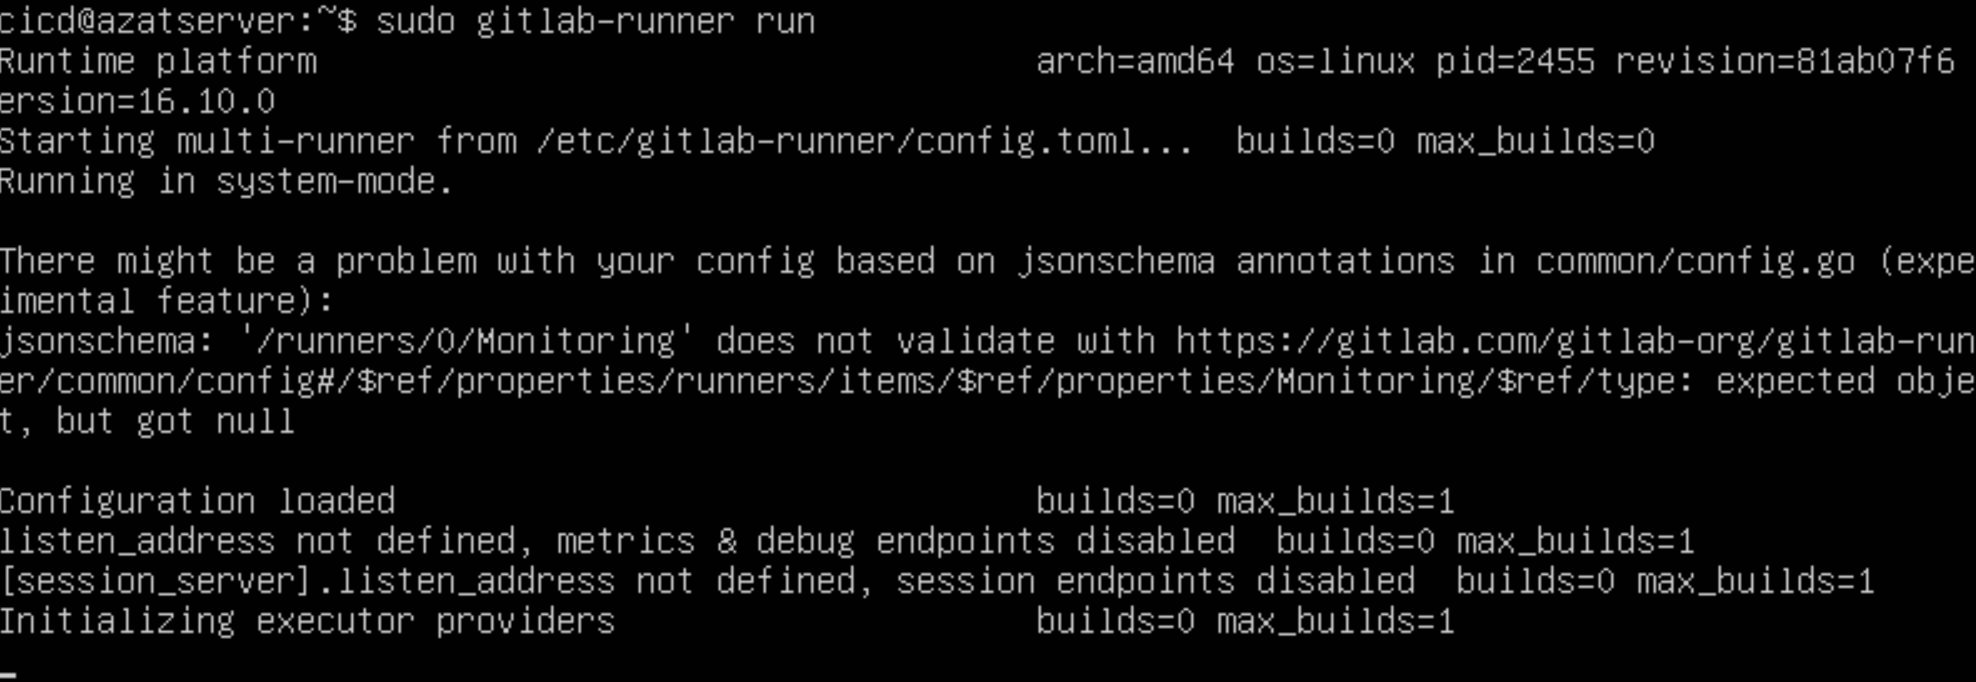 cicd@azatserver:~$ sudo gitlab-runner run
Runtime platform arch=amd64 os=linux pid=2455 revision=81ab07f6
ersion=16.10.0
Starting multi-runner from /etc/gitlab-runner/config.toml... builds=0 max_builds=0
Running in system-mode.
There might be a problem with your config based on jsonschema annotations in common/config.go (expe
imental feature):
jsonschema: '/runners/0/Monitoring' does not validate with https://gitlab.com/gitlab-org/gitlab-run
er/common/config#/$ref/properties/runners/items/$ref/properties/Monitoring/$ref/type: expected obje
t, but got null
Configuration loaded builds=0 max_builds=1
listen_address not defined, metrics & debug endpoints disabled builds=0 max_builds=1
[session_server].listen_address not defined, session endpoints disabled builds=0 max_builds=1
Initializing executor providers builds=0 max_builds=1